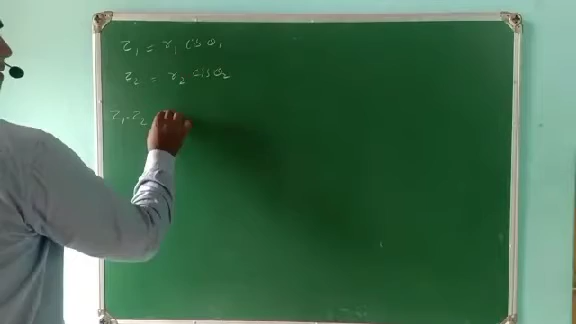 z₁ = r₁ cis θ₁
z₂ = r₂ cis θ₂
z₁.z₂